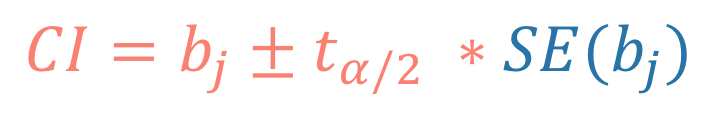 CI = b_j ± t_{α/2} * SE(b_j)